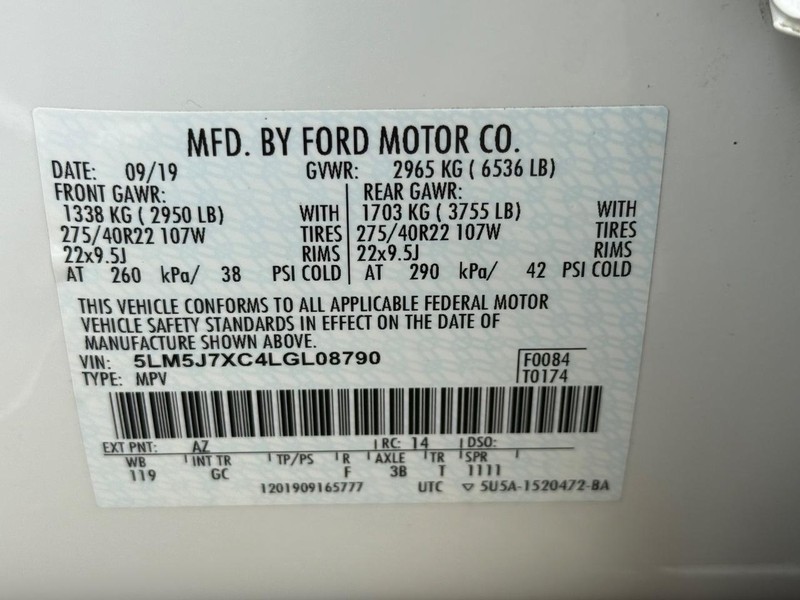 MFD. BY FORD MOTOR CO.
DATE: 09/19 GVWR: 2965 KG ( 6536 LB)
FRONT GAWR: REAR GAWR:
1338 KG ( 2950 LB) WITH 1703 KG ( 3755 LB) WITH
275/40R22 107W TIRES 275/40R22 107W TIRES
22x9.5J RIMS 22x9.5J RIMS
AT 260 kPa/ 38 PSI COLD AT 290 kPa/ 42 PSI COLD
THIS VEHICLE CONFORMS TO ALL APPLICABLE FEDERAL MOTOR
VEHICLE SAFETY STANDARDS IN EFFECT ON THE DATE OF
MANUFACTURE SHOWN ABOVE.
VIN: 5LM5J7XC4LGL08790 F0084
TYPE: MPV T0174
EXT PNT: AZ RC: 14 DSO:
WB INT TR TP/PS R AXLE TR SPR
119 GC F 3B T 1111
1201909165777 UTC ▽ 5U5A-1520472-BA